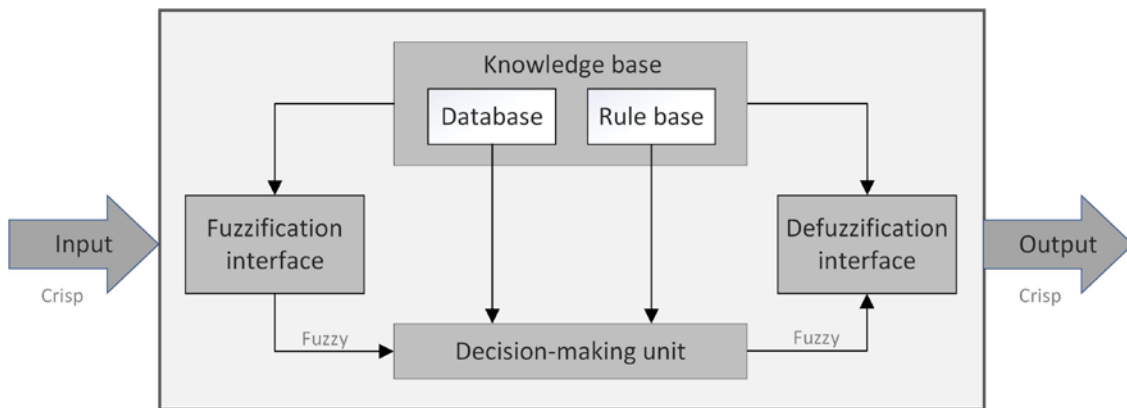 Knowledge base
Database
Rule base
Fuzzification
interface
Defuzzification
interface
Input
Output
Crisp
Crisp
Fuzzy
Fuzzy
Decision-making unit